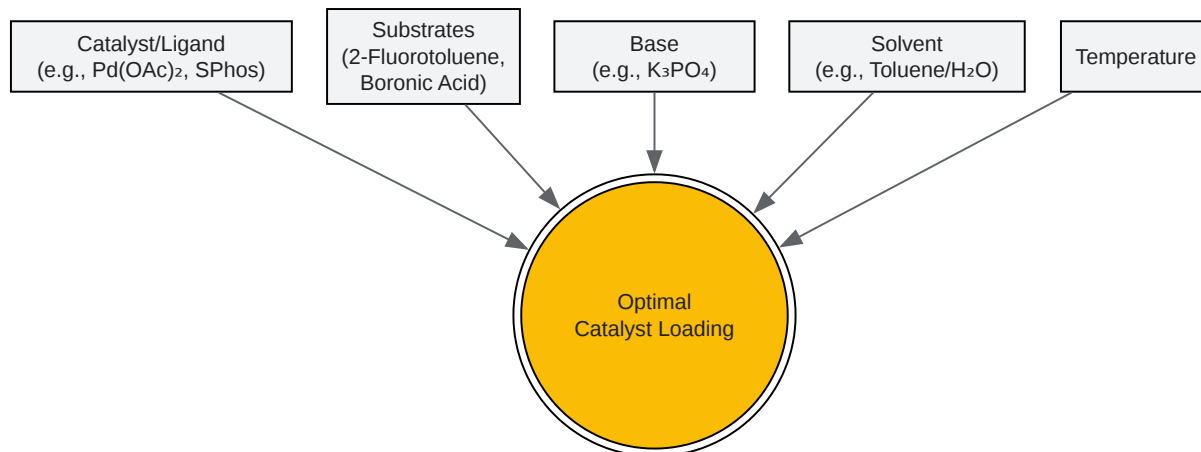 Catalyst/Ligand
(e.g., Pd(OAc)₂, SPhos)
Substrates
(2-Fluorotoluene,
Boronic Acid)
Base
(e.g., K₃PO₄)
Solvent
(e.g., Toluene/H₂O)
Temperature
Optimal
Catalyst Loading